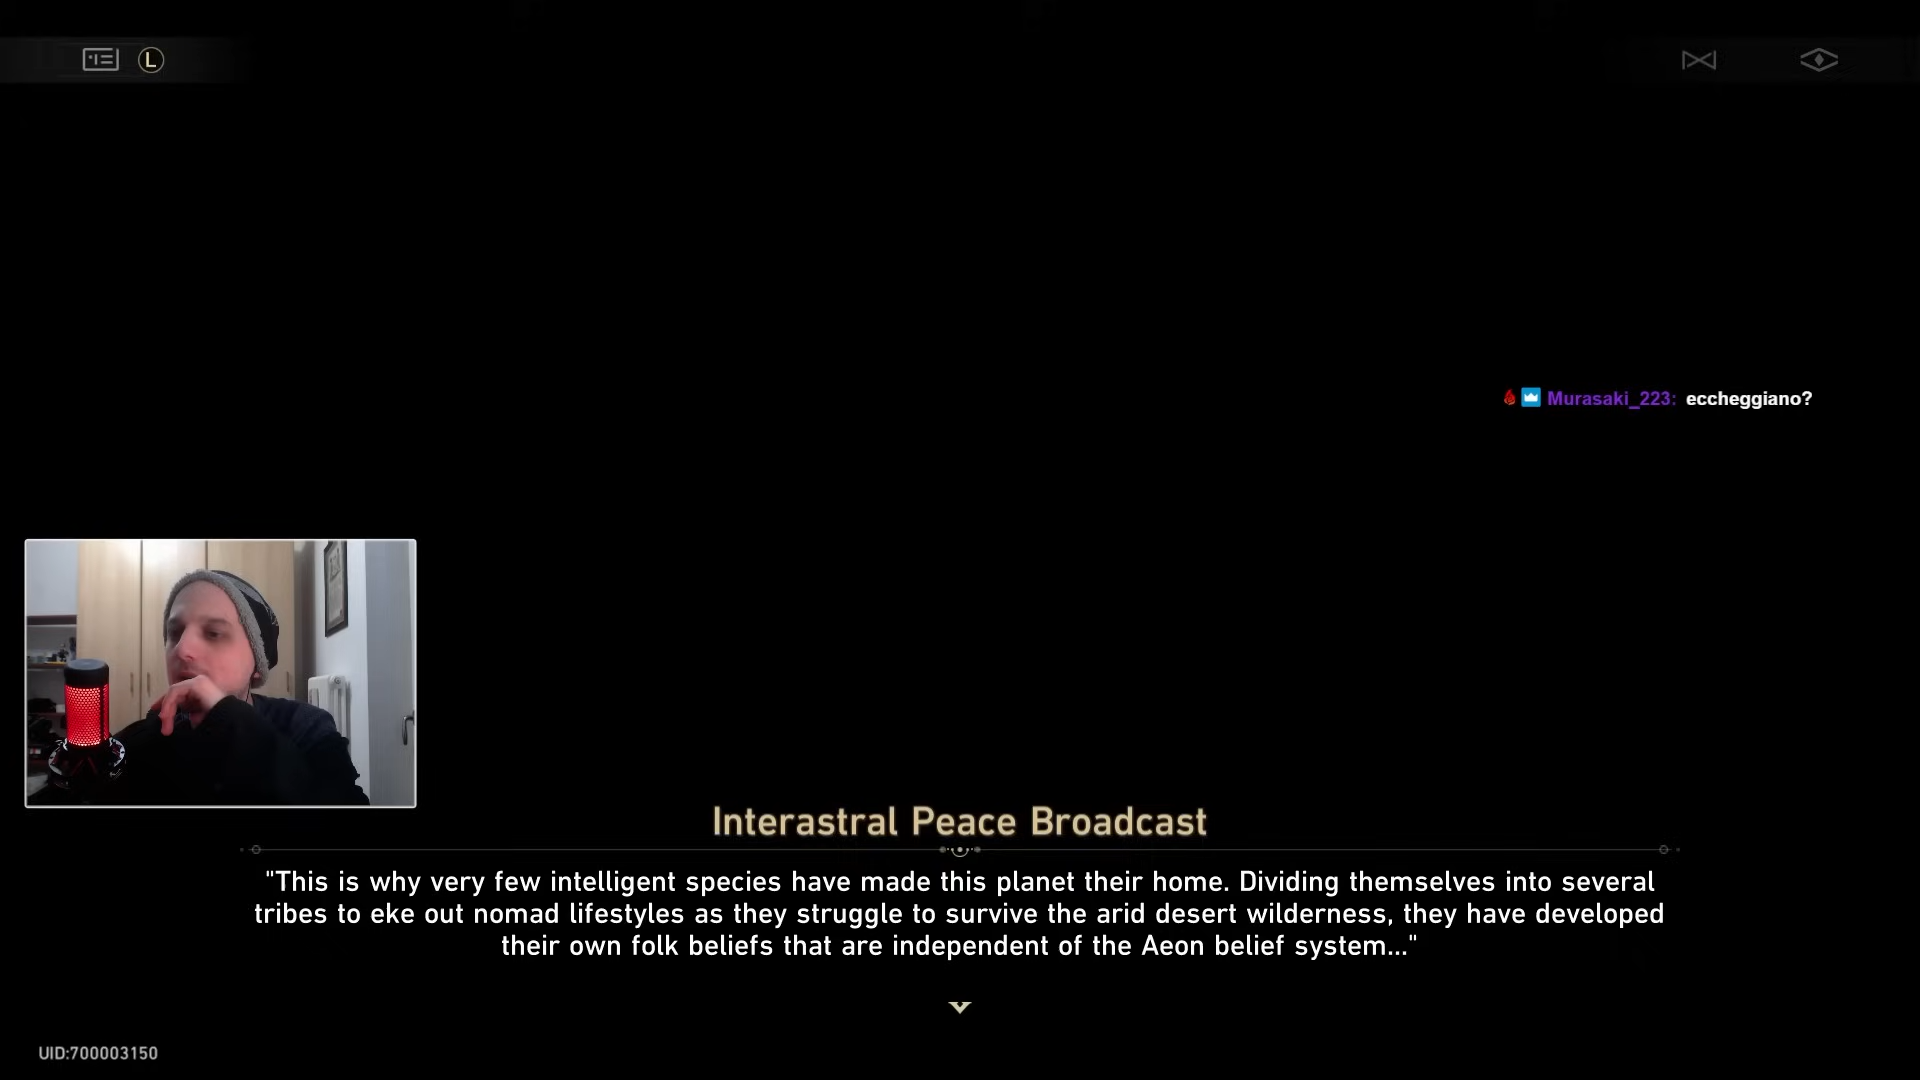 L
Murasaki_223: eccheggiano?
Interastral Peace Broadcast
"This is why very few intelligent species have made this planet their home. Dividing themselves into several
tribes to eke out nomad lifestyles as they struggle to survive the arid desert wilderness, they have developed
their own folk beliefs that are independent of the Aeon belief system..."
UID:700003150